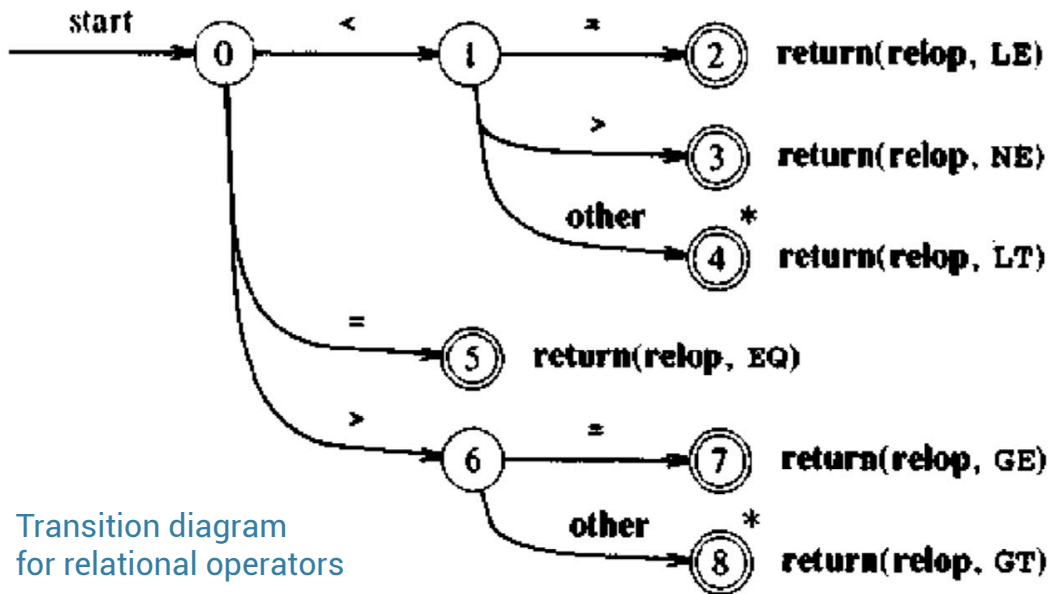 start
<
=
0
1
2
return(relop, LE)
>
3
return(relop, NE)
other
*
4
return(relop, LT)
=
5
return(relop, EQ)
>
=
6
7
return(relop, GE)
other
*
8
return(relop, GT)
Transition diagram
for relational operators